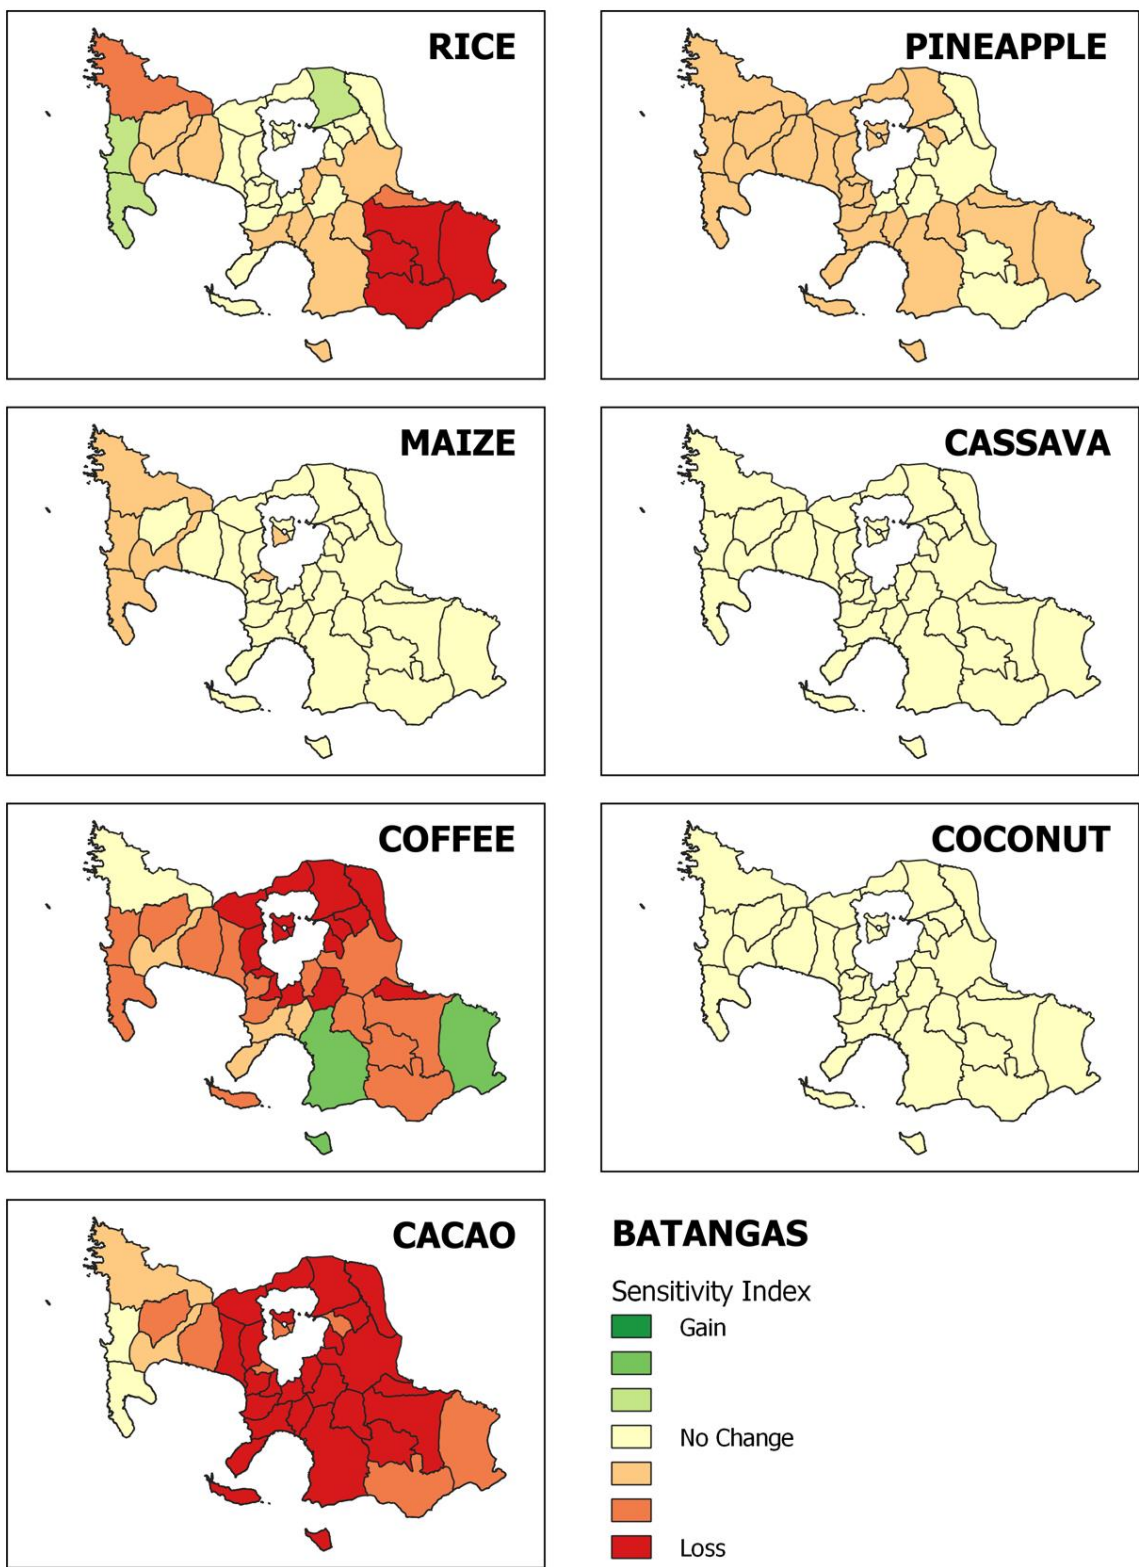 RICE
PINEAPPLE
MAIZE
CASSAVA
COFFEE
COCONUT
CACAO
BATANGAS
Sensitivity Index
Gain
No Change
Loss